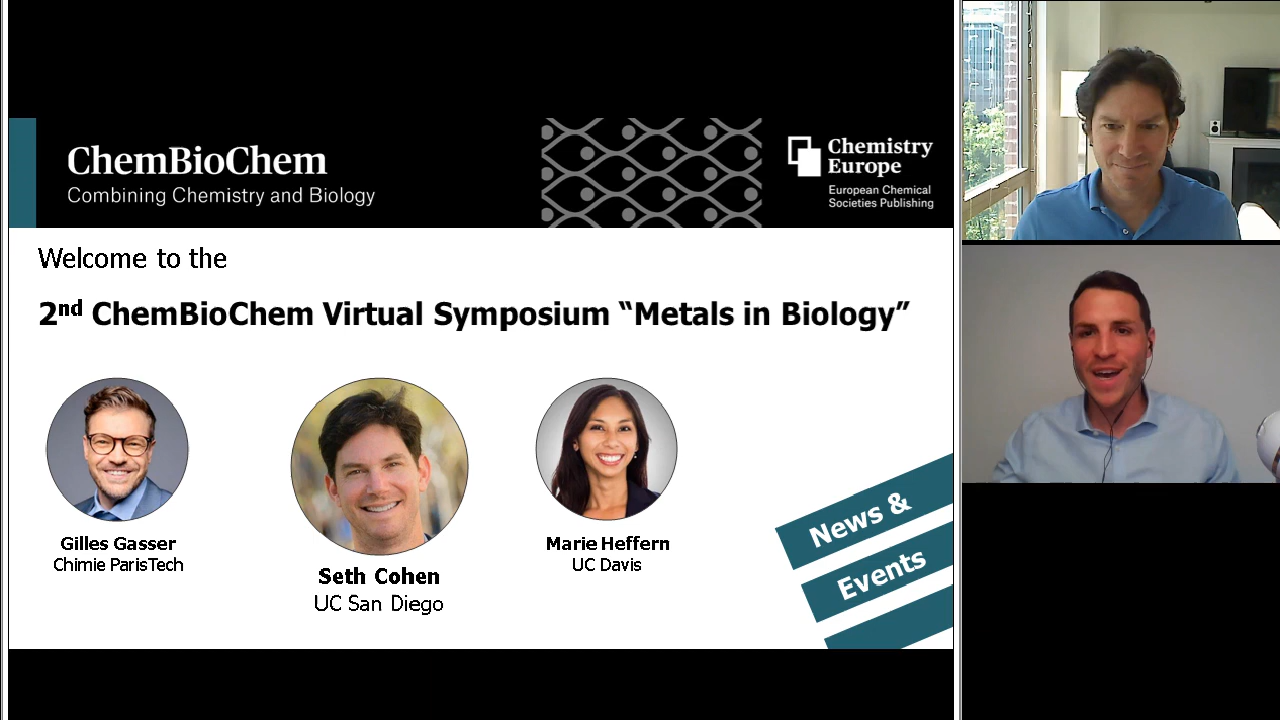 ChemBioChem
Combining Chemistry and Biology
Chemistry
Europe
European Chemical
Societies Publishing
Welcome to the
2nd ChemBioChem Virtual Symposium “Metals in Biology”
Gilles Gasser
Chimie ParisTech
Seth Cohen
UC San Diego
Marie Heffern
UC Davis
News &
Events